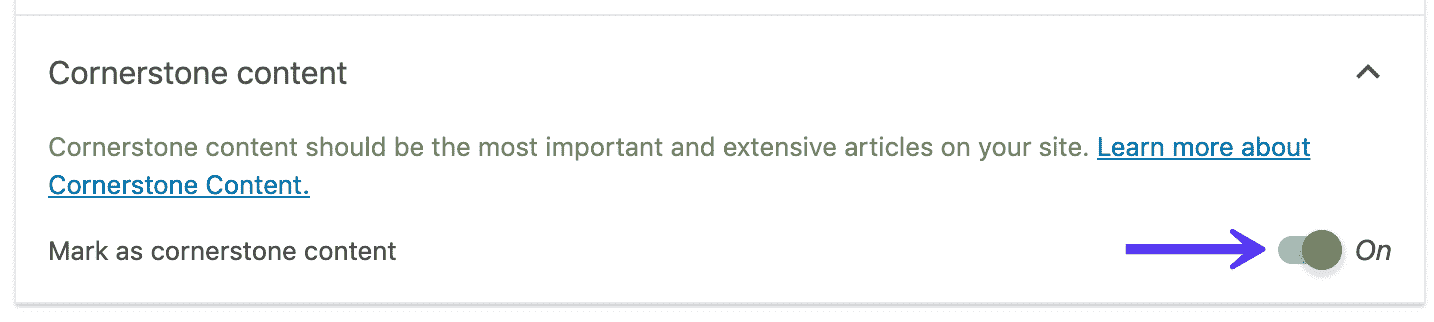 Cornerstone content
Cornerstone content should be the most important and extensive articles on your site. Learn more about
Cornerstone Content.
Mark as cornerstone content On